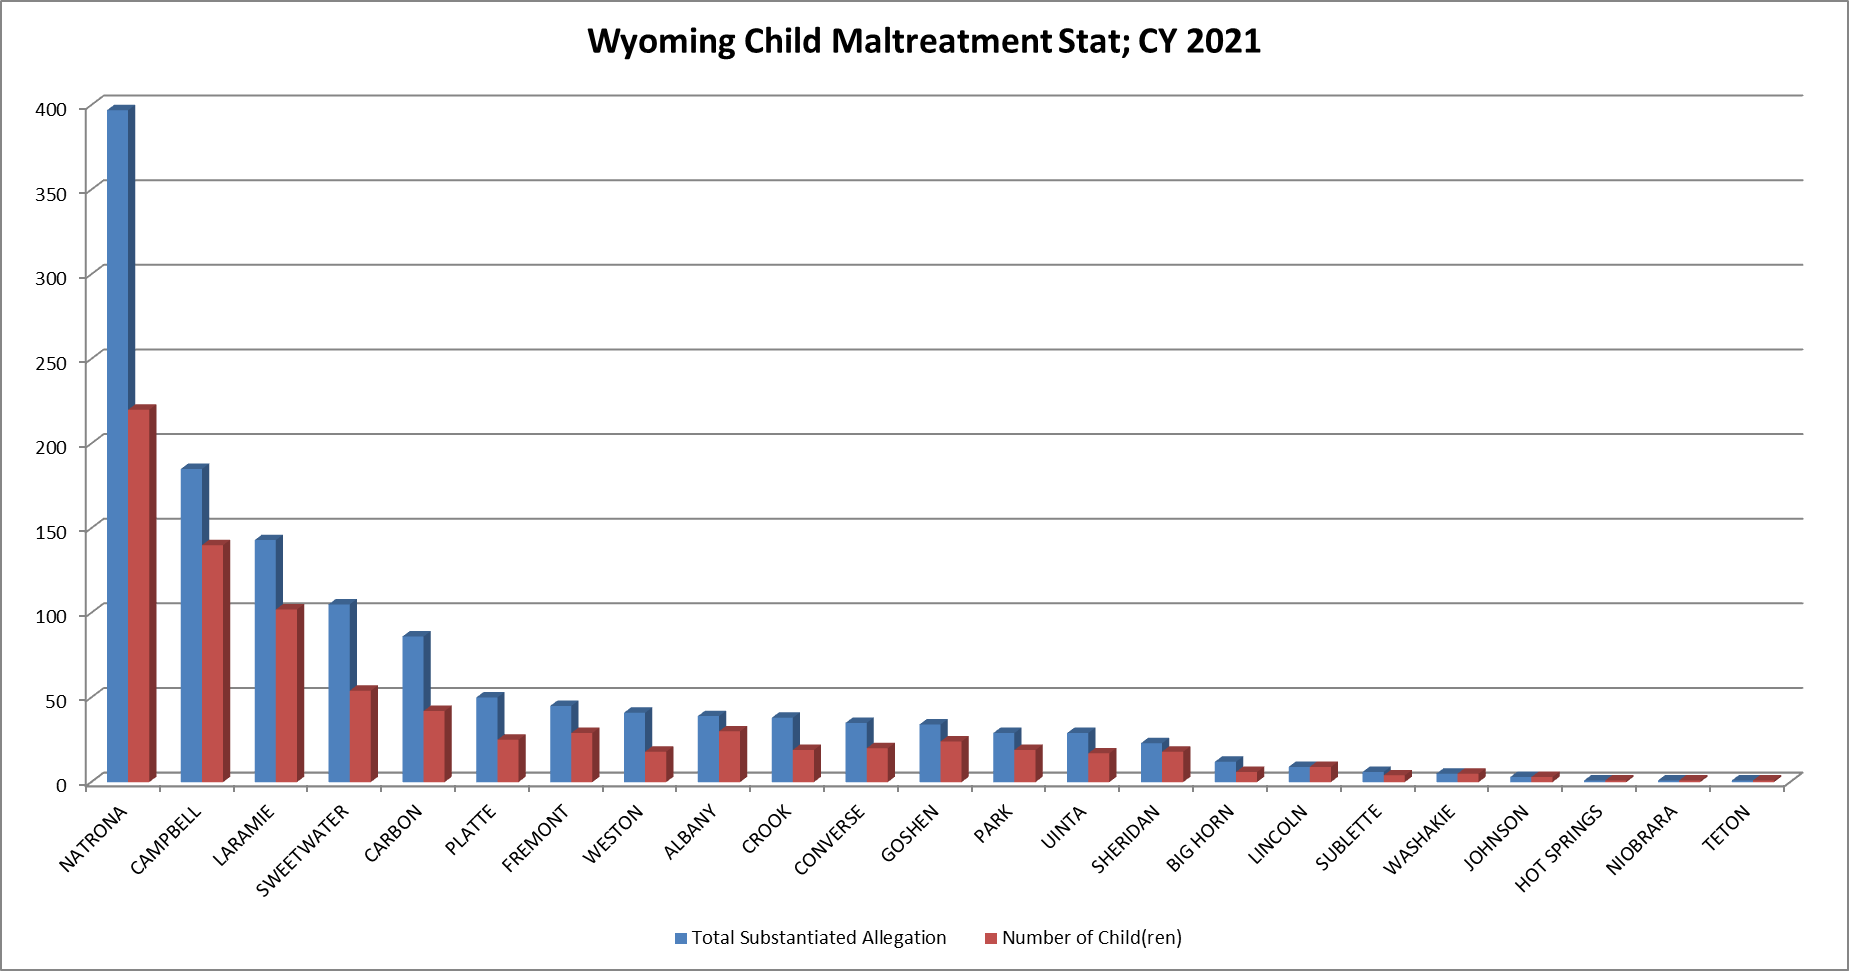 Wyoming Child Maltreatment Stat; CY 2021
400
350
300
250
200
150
100
50
0
NATRONA
CAMPBELL
LARAMIE
SWEETWATER
CARBON
PLATTE
FREMONT
WESTON
ALBANY
CROOK
CONVERSE
GOSHEN
PARK
UINTA
SHERIDAN
BIG HORN
LINCOLN
SUBLETTE
WASHAKIE
JOHNSON
HOT SPRINGS
NIOBRARA
TETON
Total Substantiated Allegation
Number of Child(ren)